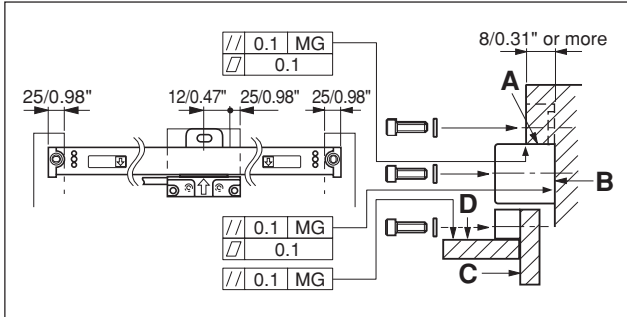 // 0.1 MG
⏥ 0.1
8/0.31" or more
A
25/0.98" 12/0.47" 25/0.98" 25/0.98"
B
D
// 0.1 MG
⏥ 0.1
// 0.1 MG
C